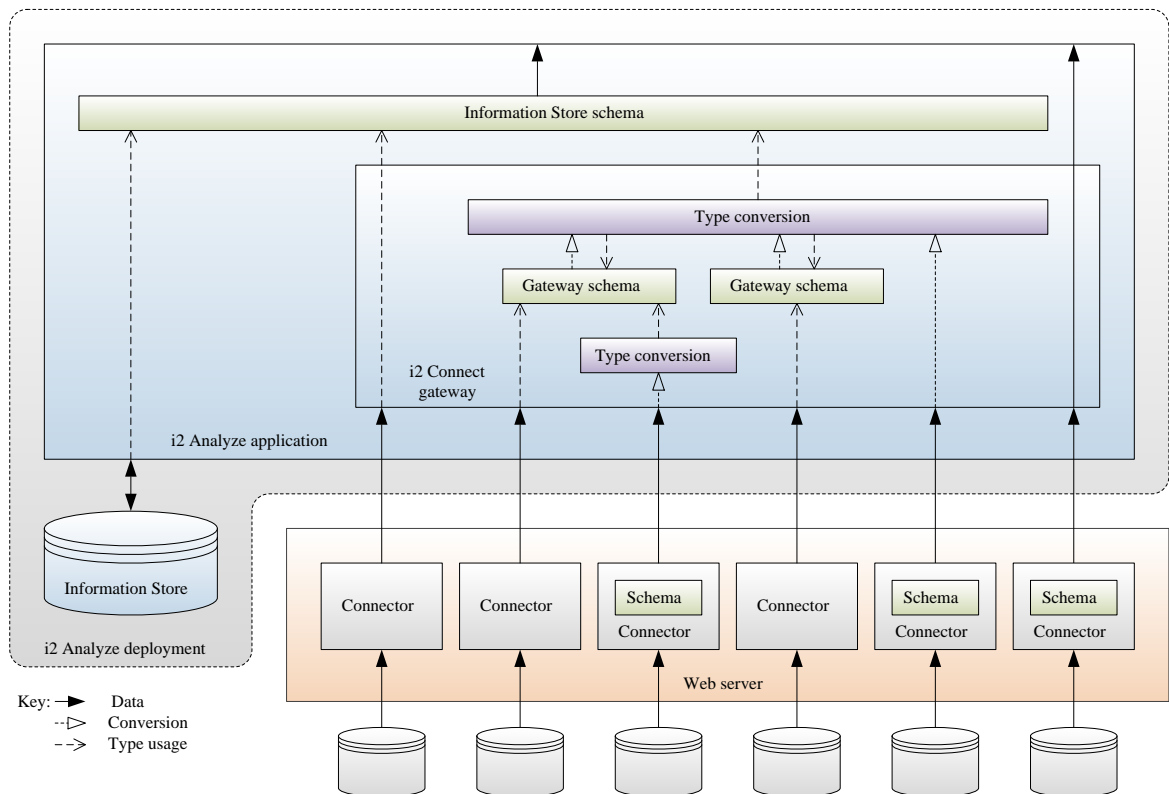 Information Store schema
Type conversion
Gateway schema
Gateway schema
Type conversion
i2 Connect
gateway
i2 Analyze application
Information Store
i2 Analyze deployment
Connector
Connector
Schema
Connector
Connector
Schema
Connector
Schema
Connector
Web server
Key:
Data
Conversion
Type usage